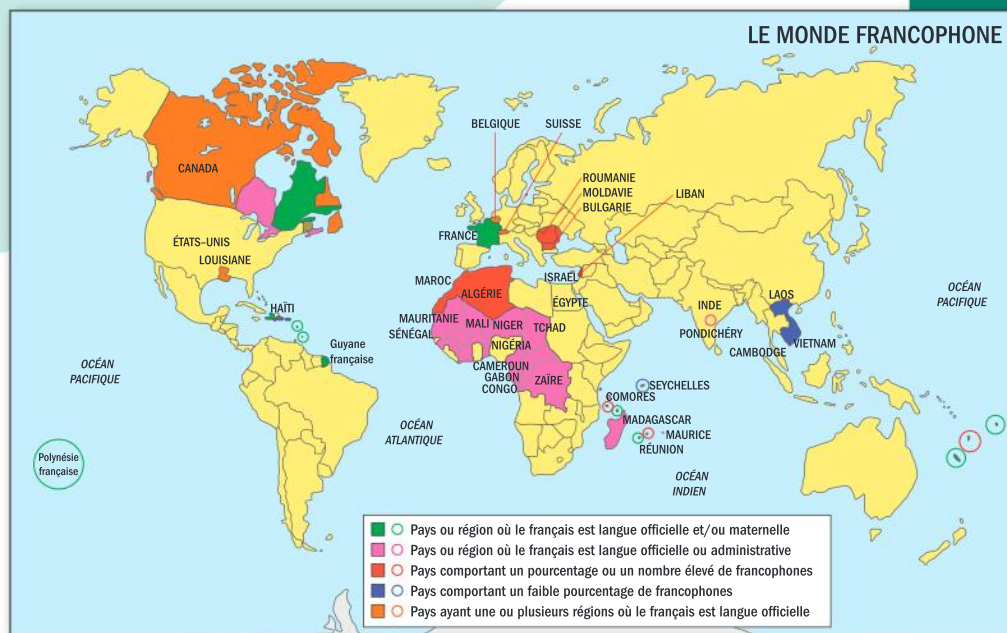 LE MONDE FRANCOPHONE
BELGIQUE
SUISSE
ROUMANIE
MOLDAVIE
BULGARIE
LIBAN
CANADA
FRANCE
ÉTATS–UNIS
LOUISIANE
MAROC
ALGÉRIE
ISRAEL
ÉGYPTE
INDE
LAOS
OCÉAN
PACIFIQUE
HAÏTI
MAURITANIE
SÉNÉGAL
MALI
NIGER
TCHAD
PONDICHÉRY
CAMBODGE
VIETNAM
Guyane
française
NIGÉRIA
OCÉAN
PACIFIQUE
CAMEROUN
GABON
CONGO
ZAÏRE
SEYCHELLES
COMORES
MADAGASCAR
MAURICE
RÉUNION
OCÉAN
ATLANTIQUE
Polynésie
française
OCÉAN
INDIEN
Pays ou région où le français est langue officielle et/ou maternelle
Pays ou région où le français est langue officielle ou administrative
Pays comportant un pourcentage ou un nombre élevé de francophones
Pays comportant un faible pourcentage de francophones
Pays ayant une ou plusieurs régions où le français est langue officielle